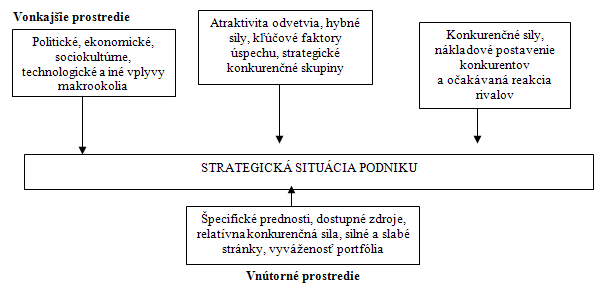 Vonkajšie prostredie
Politické, ekonomické,
sociokultúrne,
technologické a iné vplyvy
makrookolia
Atraktivita odvetvia, hybné
sily, kľúčové faktory
úspechu, strategické
konkurenčné skupiny
Konkurenčné sily,
nákladové postavenie
konkurentov
a očakávaná reakcia
rivalov
STRATEGICKÁ SITUÁCIA PODNIKU
Špecifické prednosti, dostupné zdroje,
relatívna konkurenčná sila, silné a slabé
stránky, vyváženosť portfólia
Vnútorné prostredie